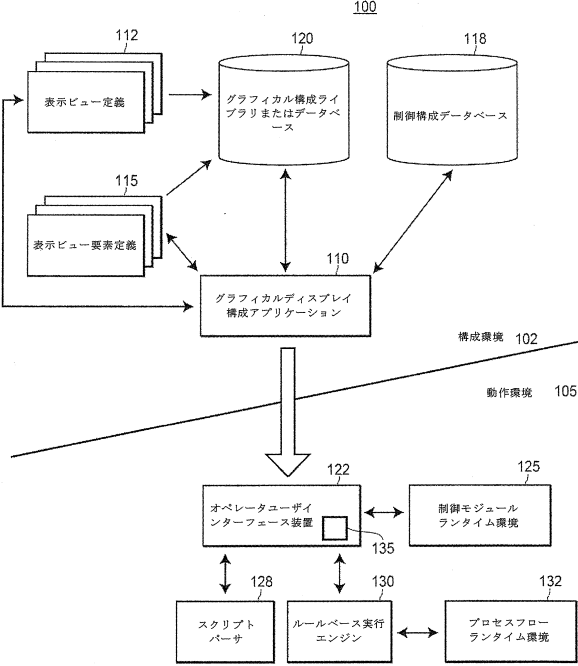 100
112
表示ビュー定義
120
グラフィカル構成ライ
ブラリまたはデータベ
ース
118
制御構成データベース
115
表示ビュー要素定義
110
グラフィカルディスプレイ
構成アプリケーション
構成環境 102
動作環境 105
122
オペレータユーザイ
ンターフェース装置
135
125
制御モジュール
ランタイム環境
128
スクリプト
パーサ
130
ルールベース実行
エンジン
132
プロセスフロー
ランタイム環境